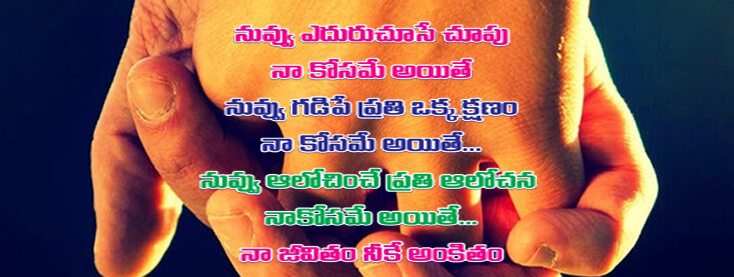 నువ్వు ఎదురుచూసే చూపు
నా కోసమే అయితే
నువ్వు గడిపే ప్రతి ఒక్క క్షణం
నా కోసమే అయితే...
నువ్వు ఆలోచించే ప్రతి ఆలోచన
నాకోసమే అయితే...
నా జీవితం నీకే అంకితం